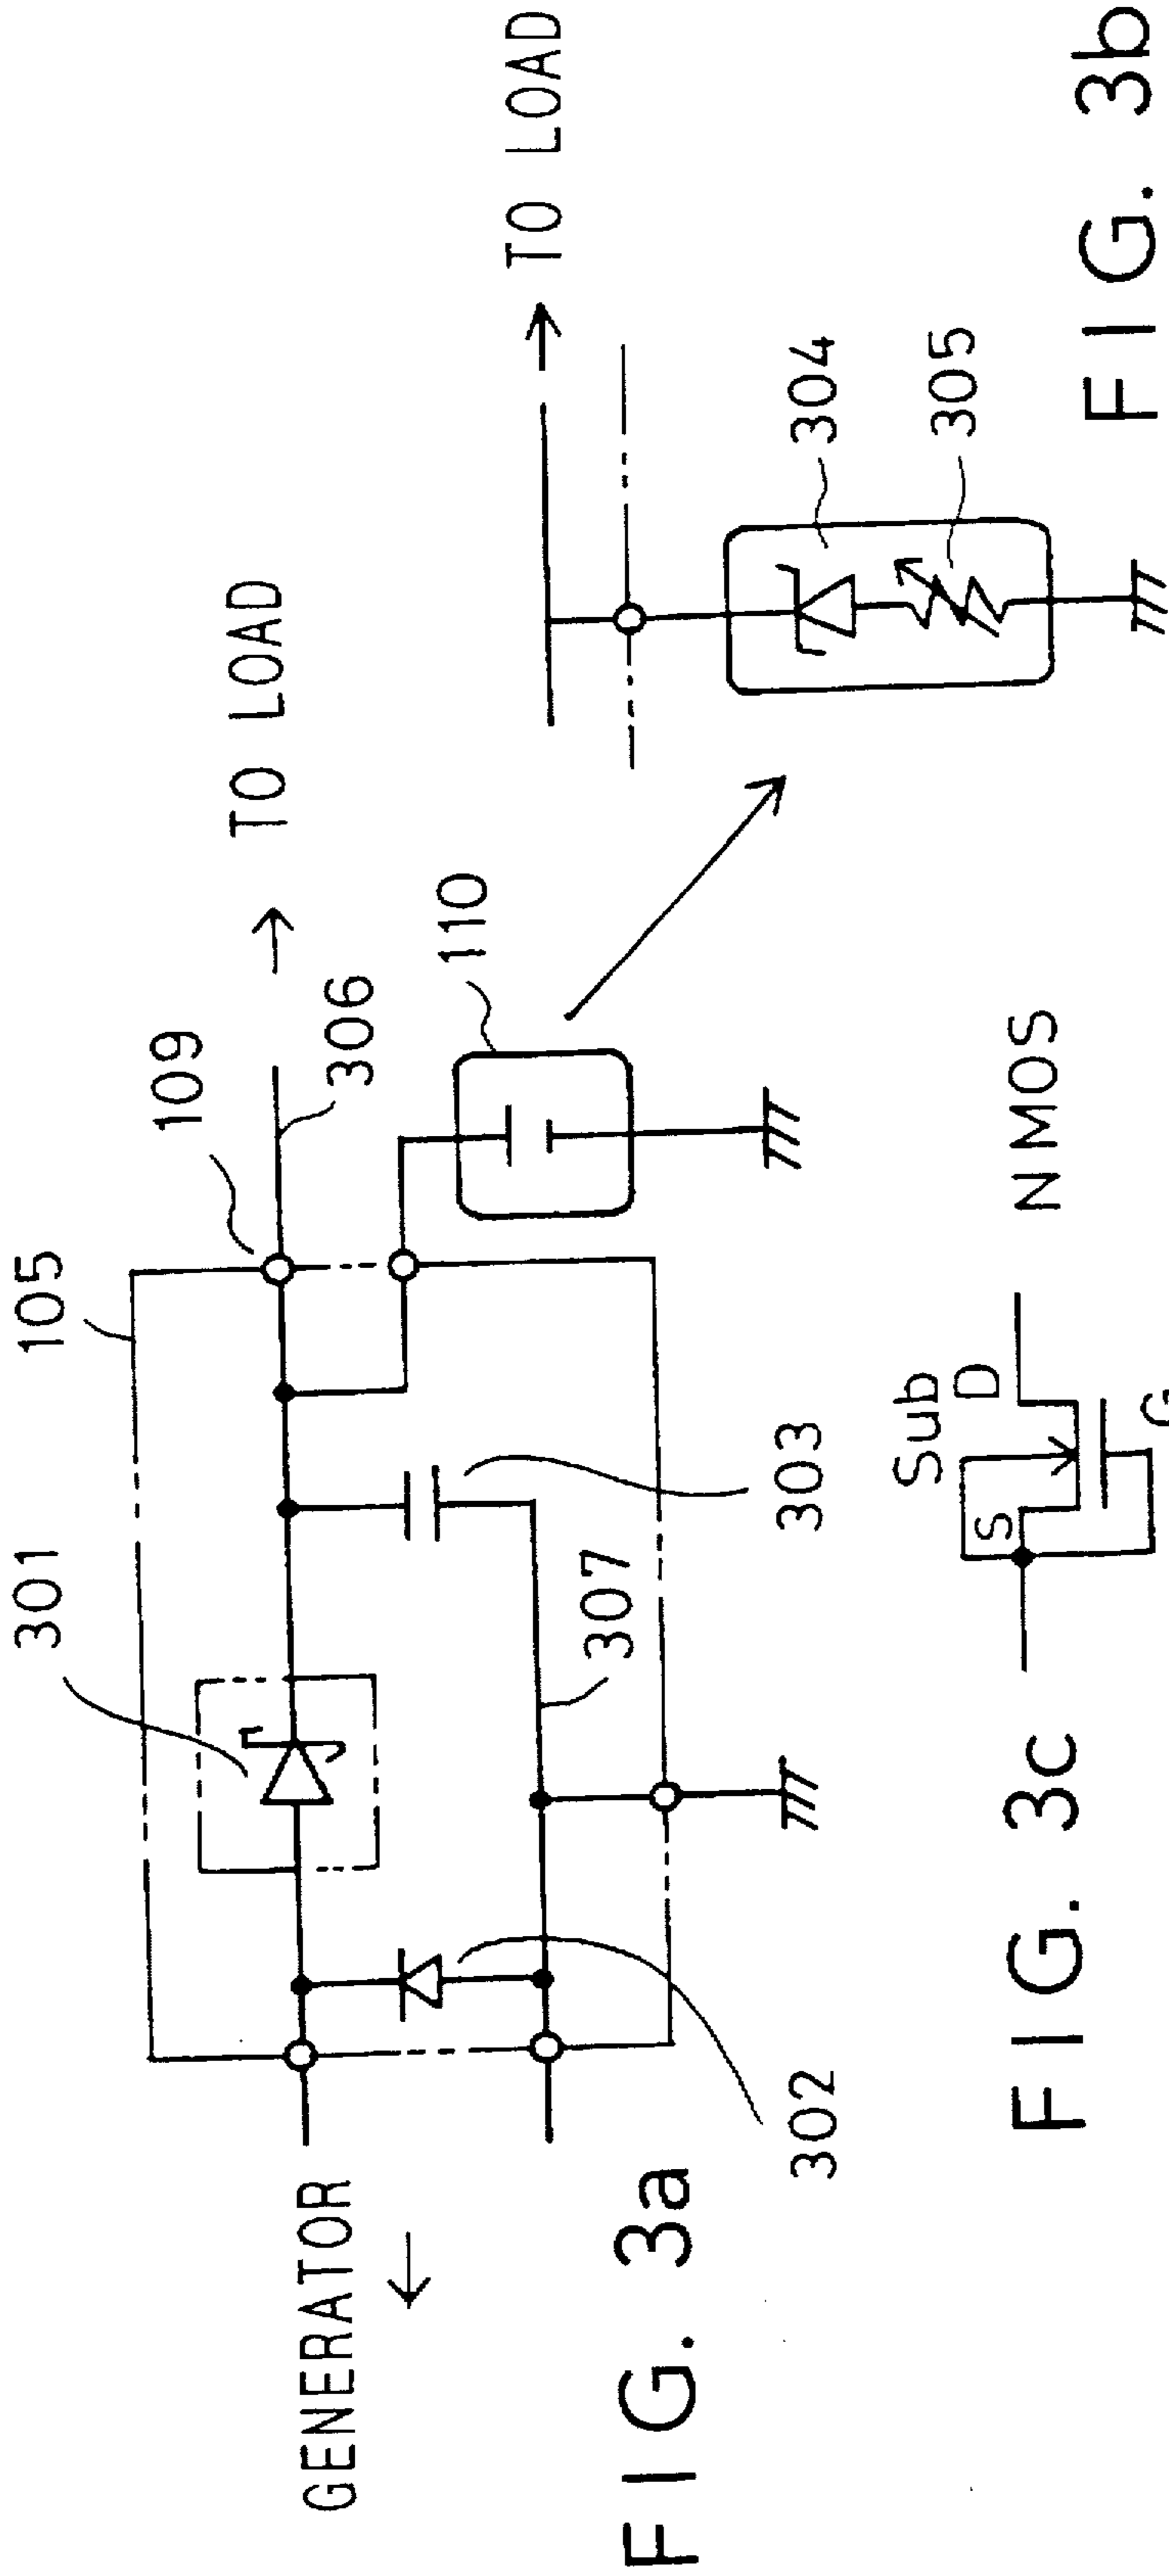 GENERATOR
TO LOAD
105
301
109
306
110
303
307
302
FIG. 3a
TO LOAD
304
305
FIG. 3b
Sub
D
S
G
NMOS
FIG. 3c